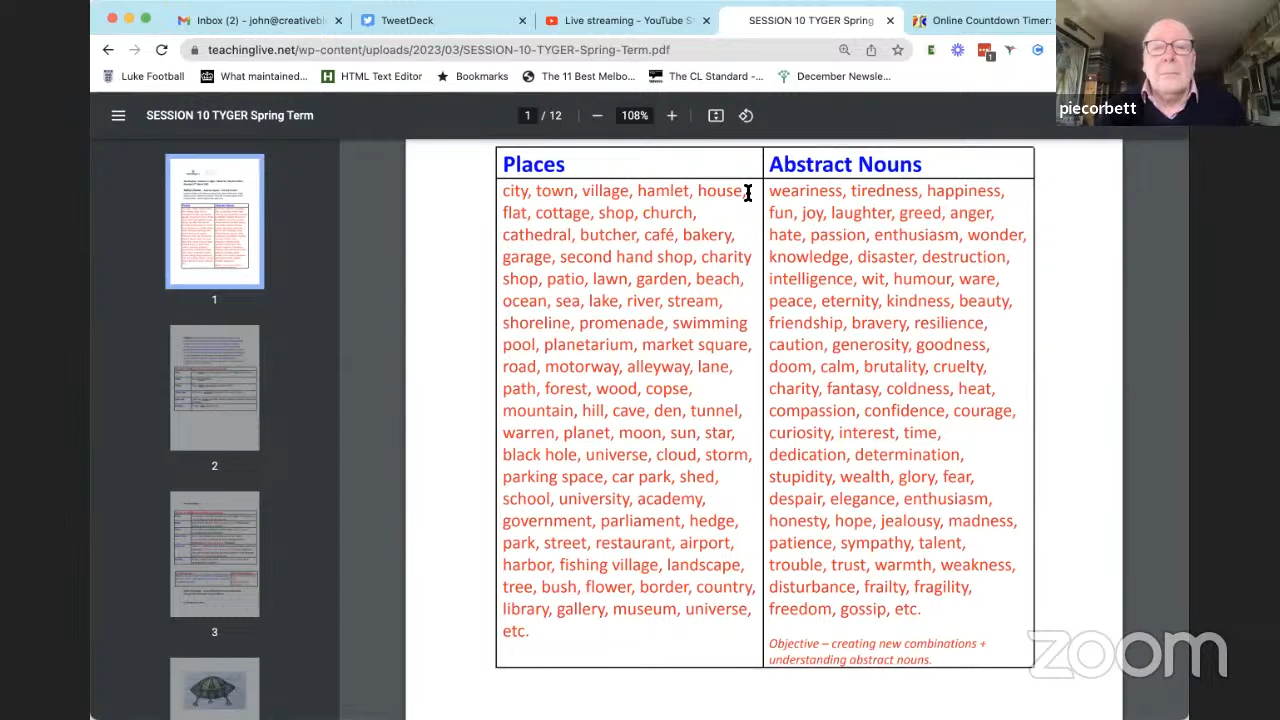 Inbox (2) – john@creativebl
TweetDeck
Live streaming - YouTube S
SESSION 10 TYGER Spring
Online Countdown Timer:
teachinglive.net/wp-content/uploads/2023/03/SESSION-10-TYGER-Spring-Term.pdf
Luke Football
What maintained...
HTML Text Editor
Bookmarks
The 11 Best Melbo...
The CL Standard -...
December Newsle...
piecorbett
SESSION 10 TYGER Spring Term
1 / 12
108%
1
2
3
Places
city, town, village, hamlet, house,
flat, cottage, shop, church,
cathedral, butcher, café, bakery,
garage, second hand shop, charity
shop, patio, lawn, garden, beach,
ocean, sea, lake, river, stream,
shoreline, promenade, swimming
pool, planetarium, market square,
road, motorway, alleyway, lane,
path, forest, wood, copse,
mountain, hill, cave, den, tunnel,
warren, planet, moon, sun, star,
black hole, universe, cloud, storm,
parking space, car park, shed,
school, university, academy,
government, parliament, hedge,
park, street, restaurant, airport,
harbor, fishing village, landscape,
tree, bush, flower, border, country,
library, gallery, museum, universe,
etc.
Abstract Nouns
weariness, tiredness, happiness,
fun, joy, laughter, greed, anger,
hate, passion, enthusiasm, wonder,
knowledge, disaster, destruction,
intelligence, wit, humour, ware,
peace, eternity, kindness, beauty,
friendship, bravery, resilience,
caution, generosity, goodness,
doom, calm, brutality, cruelty,
charity, fantasy, coldness, heat,
compassion, confidence, courage,
curiosity, interest, time,
dedication, determination,
stupidity, wealth, glory, fear,
despair, elegance, enthusiasm,
honesty, hope, jealousy, madness,
patience, sympathy, talent,
trouble, trust, warmth, weakness,
disturbance, frailty, fragility,
freedom, gossip, etc.
Objective – creating new combinations +
understanding abstract nouns.
zoom